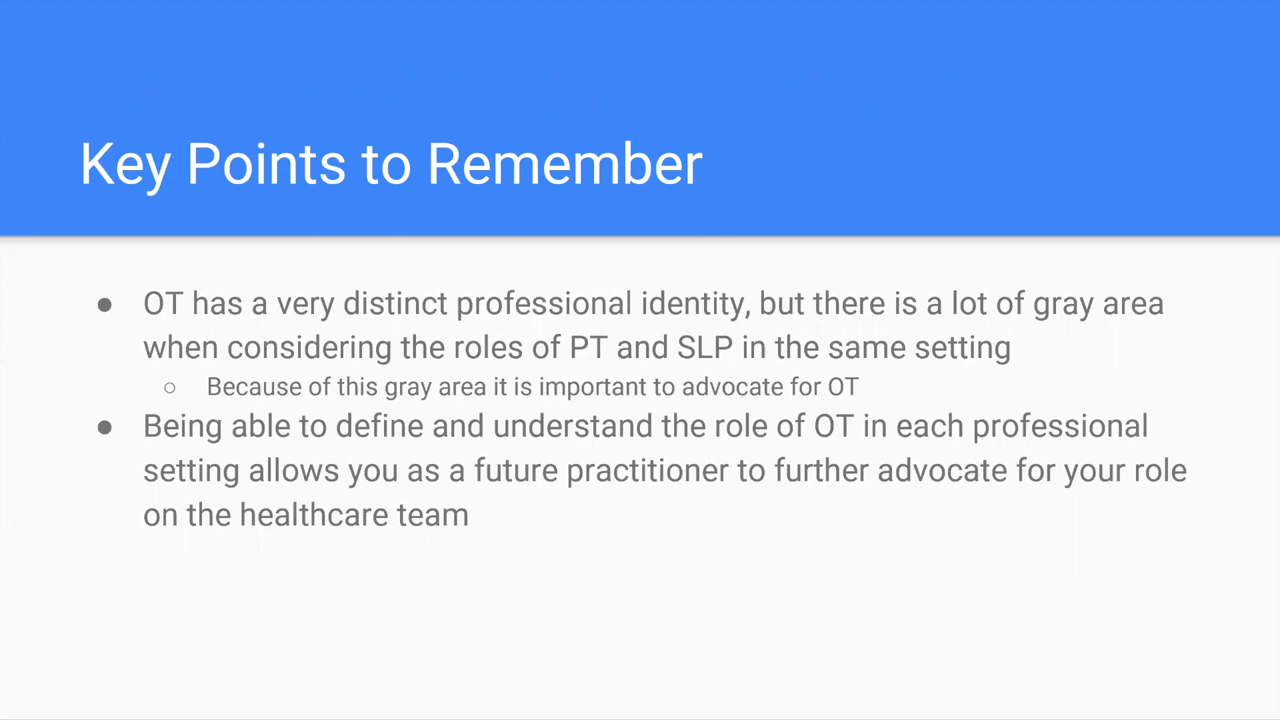 Key Points to Remember
● OT has a very distinct professional identity, but there is a lot of gray area
when considering the roles of PT and SLP in the same setting
○ Because of this gray area it is important to advocate for OT
● Being able to define and understand the role of OT in each professional
setting allows you as a future practitioner to further advocate for your role
on the healthcare team